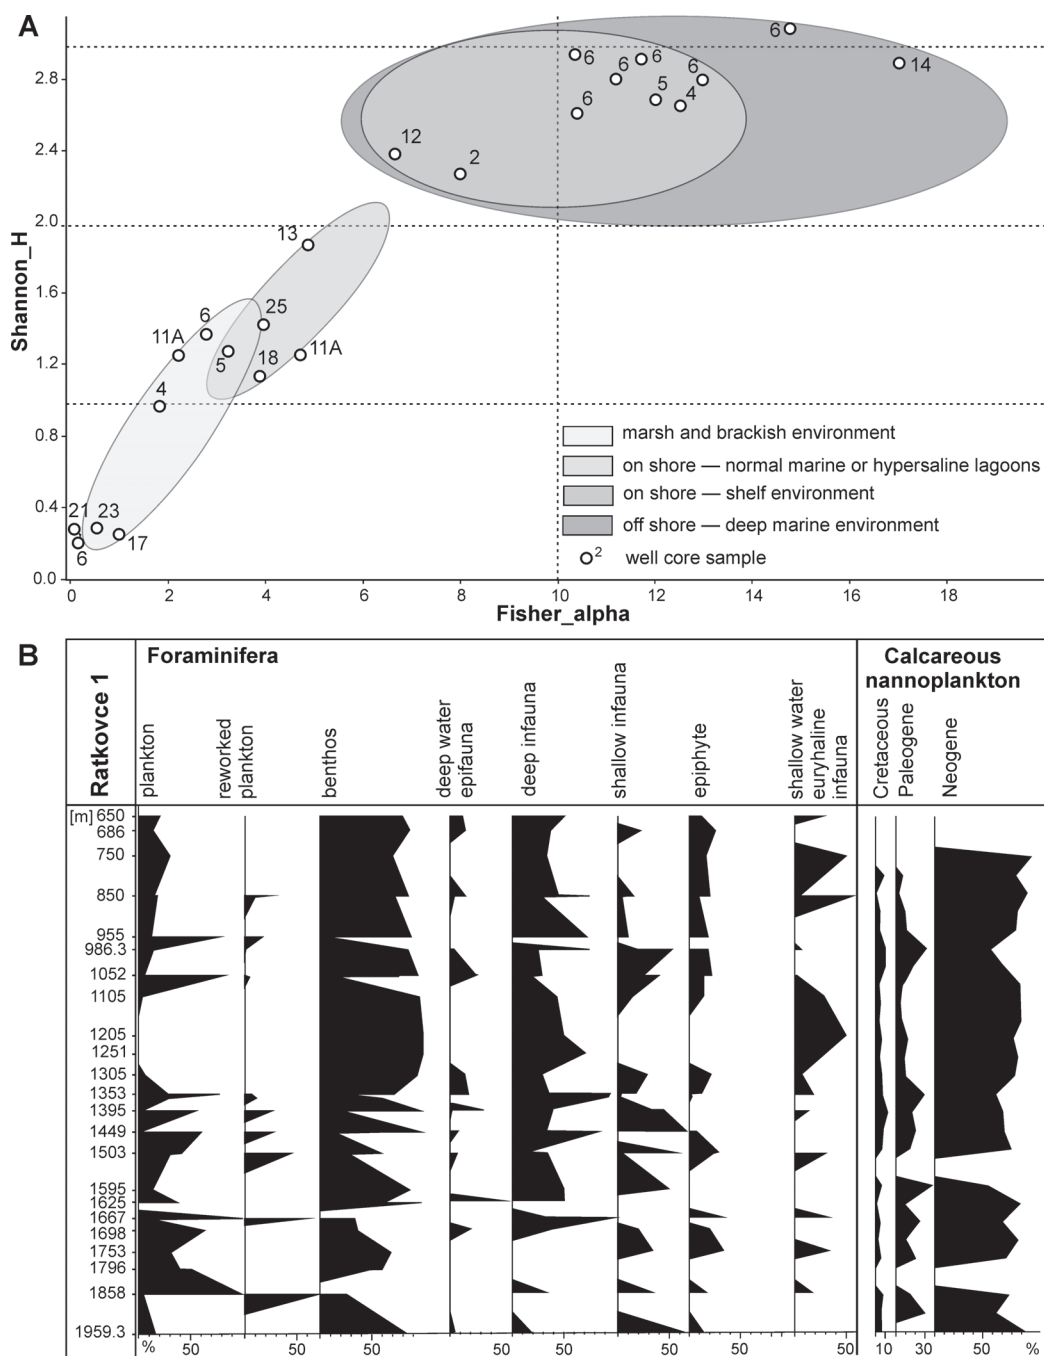 A
6
6
6
6
6
14
5
4
6
12
2
2.8
2.4
2.0
1.6
1.2
0.8
0.4
0.0
Shannon_H
13
6
25
11A
5
18
11A
4
21
23
6
17
marsh and brackish environment
on shore — normal marine or hypersaline lagoons
on shore — shelf environment
off shore — deep marine environment
2 well core sample
0 2 4 6 8 10 12 14 16 18
Fisher_alpha
B
Ratkovce 1
Foraminifera
Calcareous
nannoplankton
plankton
reworked
plankton
benthos
deep water
epifauna
deep infauna
shallow infauna
epiphyte
shallow water
euryhaline
infauna
Cretaceous
Paleogene
Neogene
[m] 650
686
750
850
955
986.3
1052
1105
1205
1251
1305
1353
1395
1449
1503
1595
1625
1667
1698
1753
1796
1858
1959.3
% 50 50 50 50 50 50 50 10 30 50 %